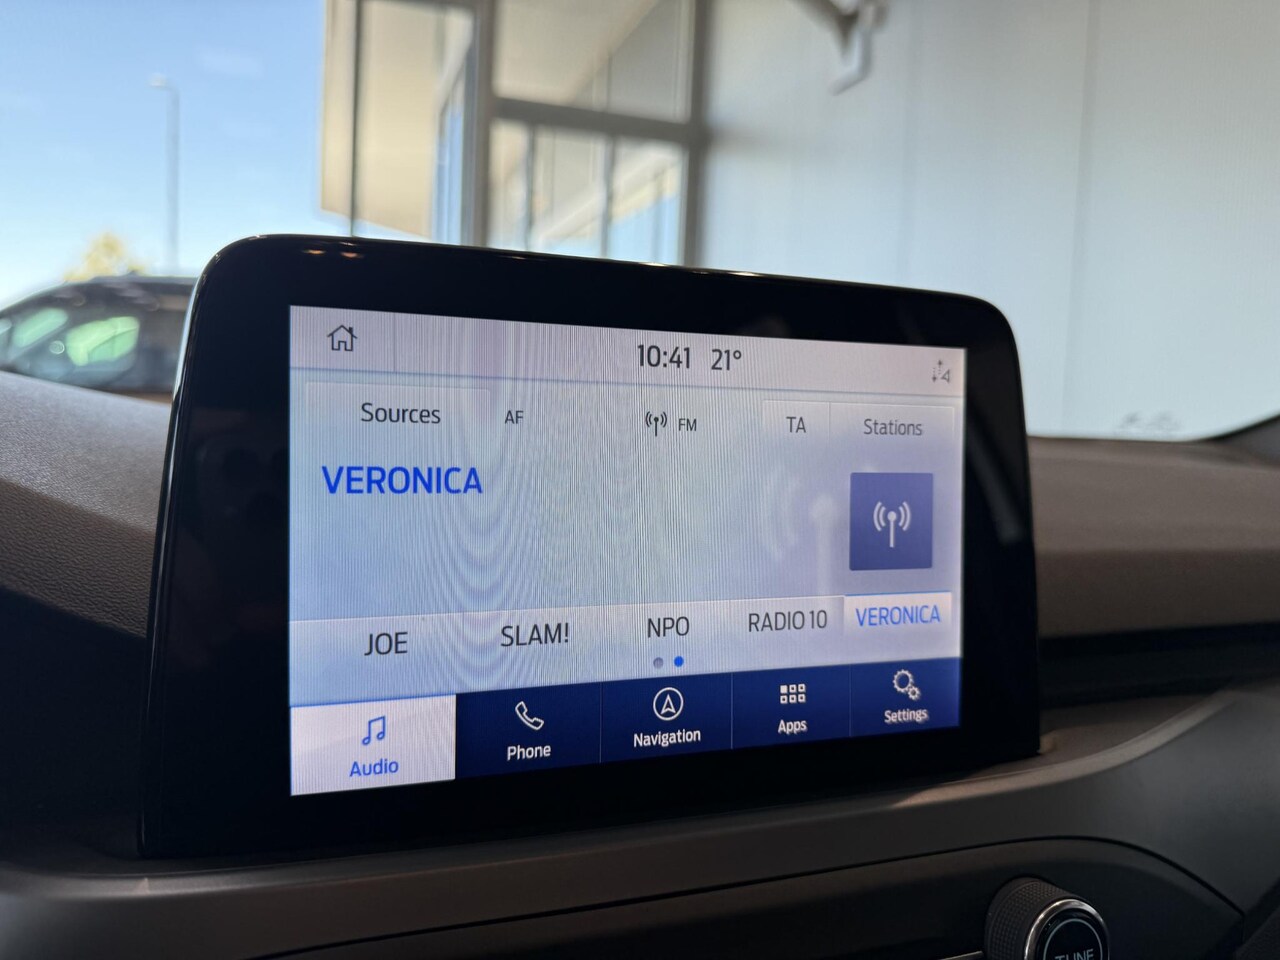 10:41 21°
Sources AF FM TA Stations
VERONICA
JOE SLAM! NPO RADIO 10 VERONICA
Audio Phone Navigation Apps Settings
TUNE